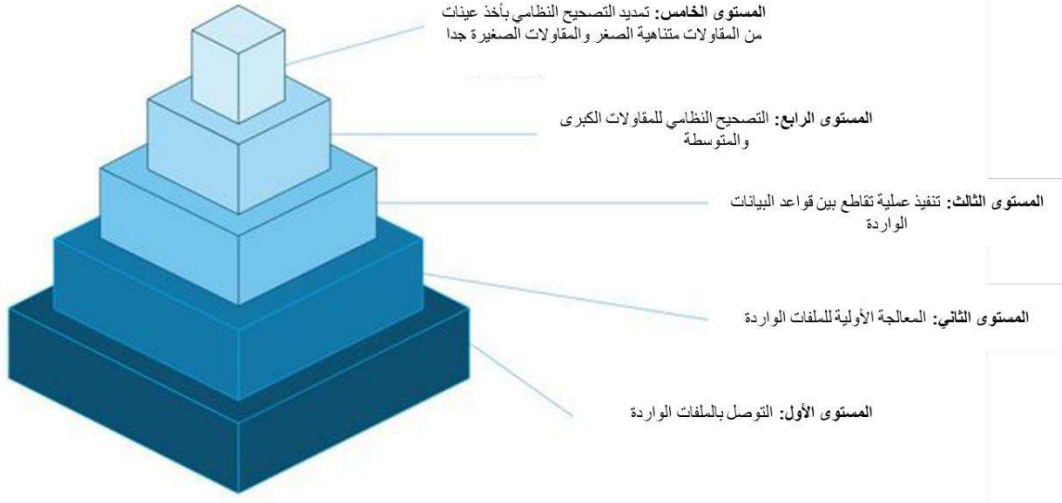 المستوى الخامس: تمديد التصحيح النظامي بأخذ عينات
من المقاولات متناهية الصغر والمقاولات الصغيرة جدا
المستوى الرابع: التصحيح النظامي للمقاولات الكبرى
والمتوسطة
المستوى الثالث: تنفيذ عملية تقاطع بين قواعد البيانات
الواردة
المستوى الثاني: المعالجة الأولية للملفات الواردة
المستوى الأول: التوصل بالملفات الواردة